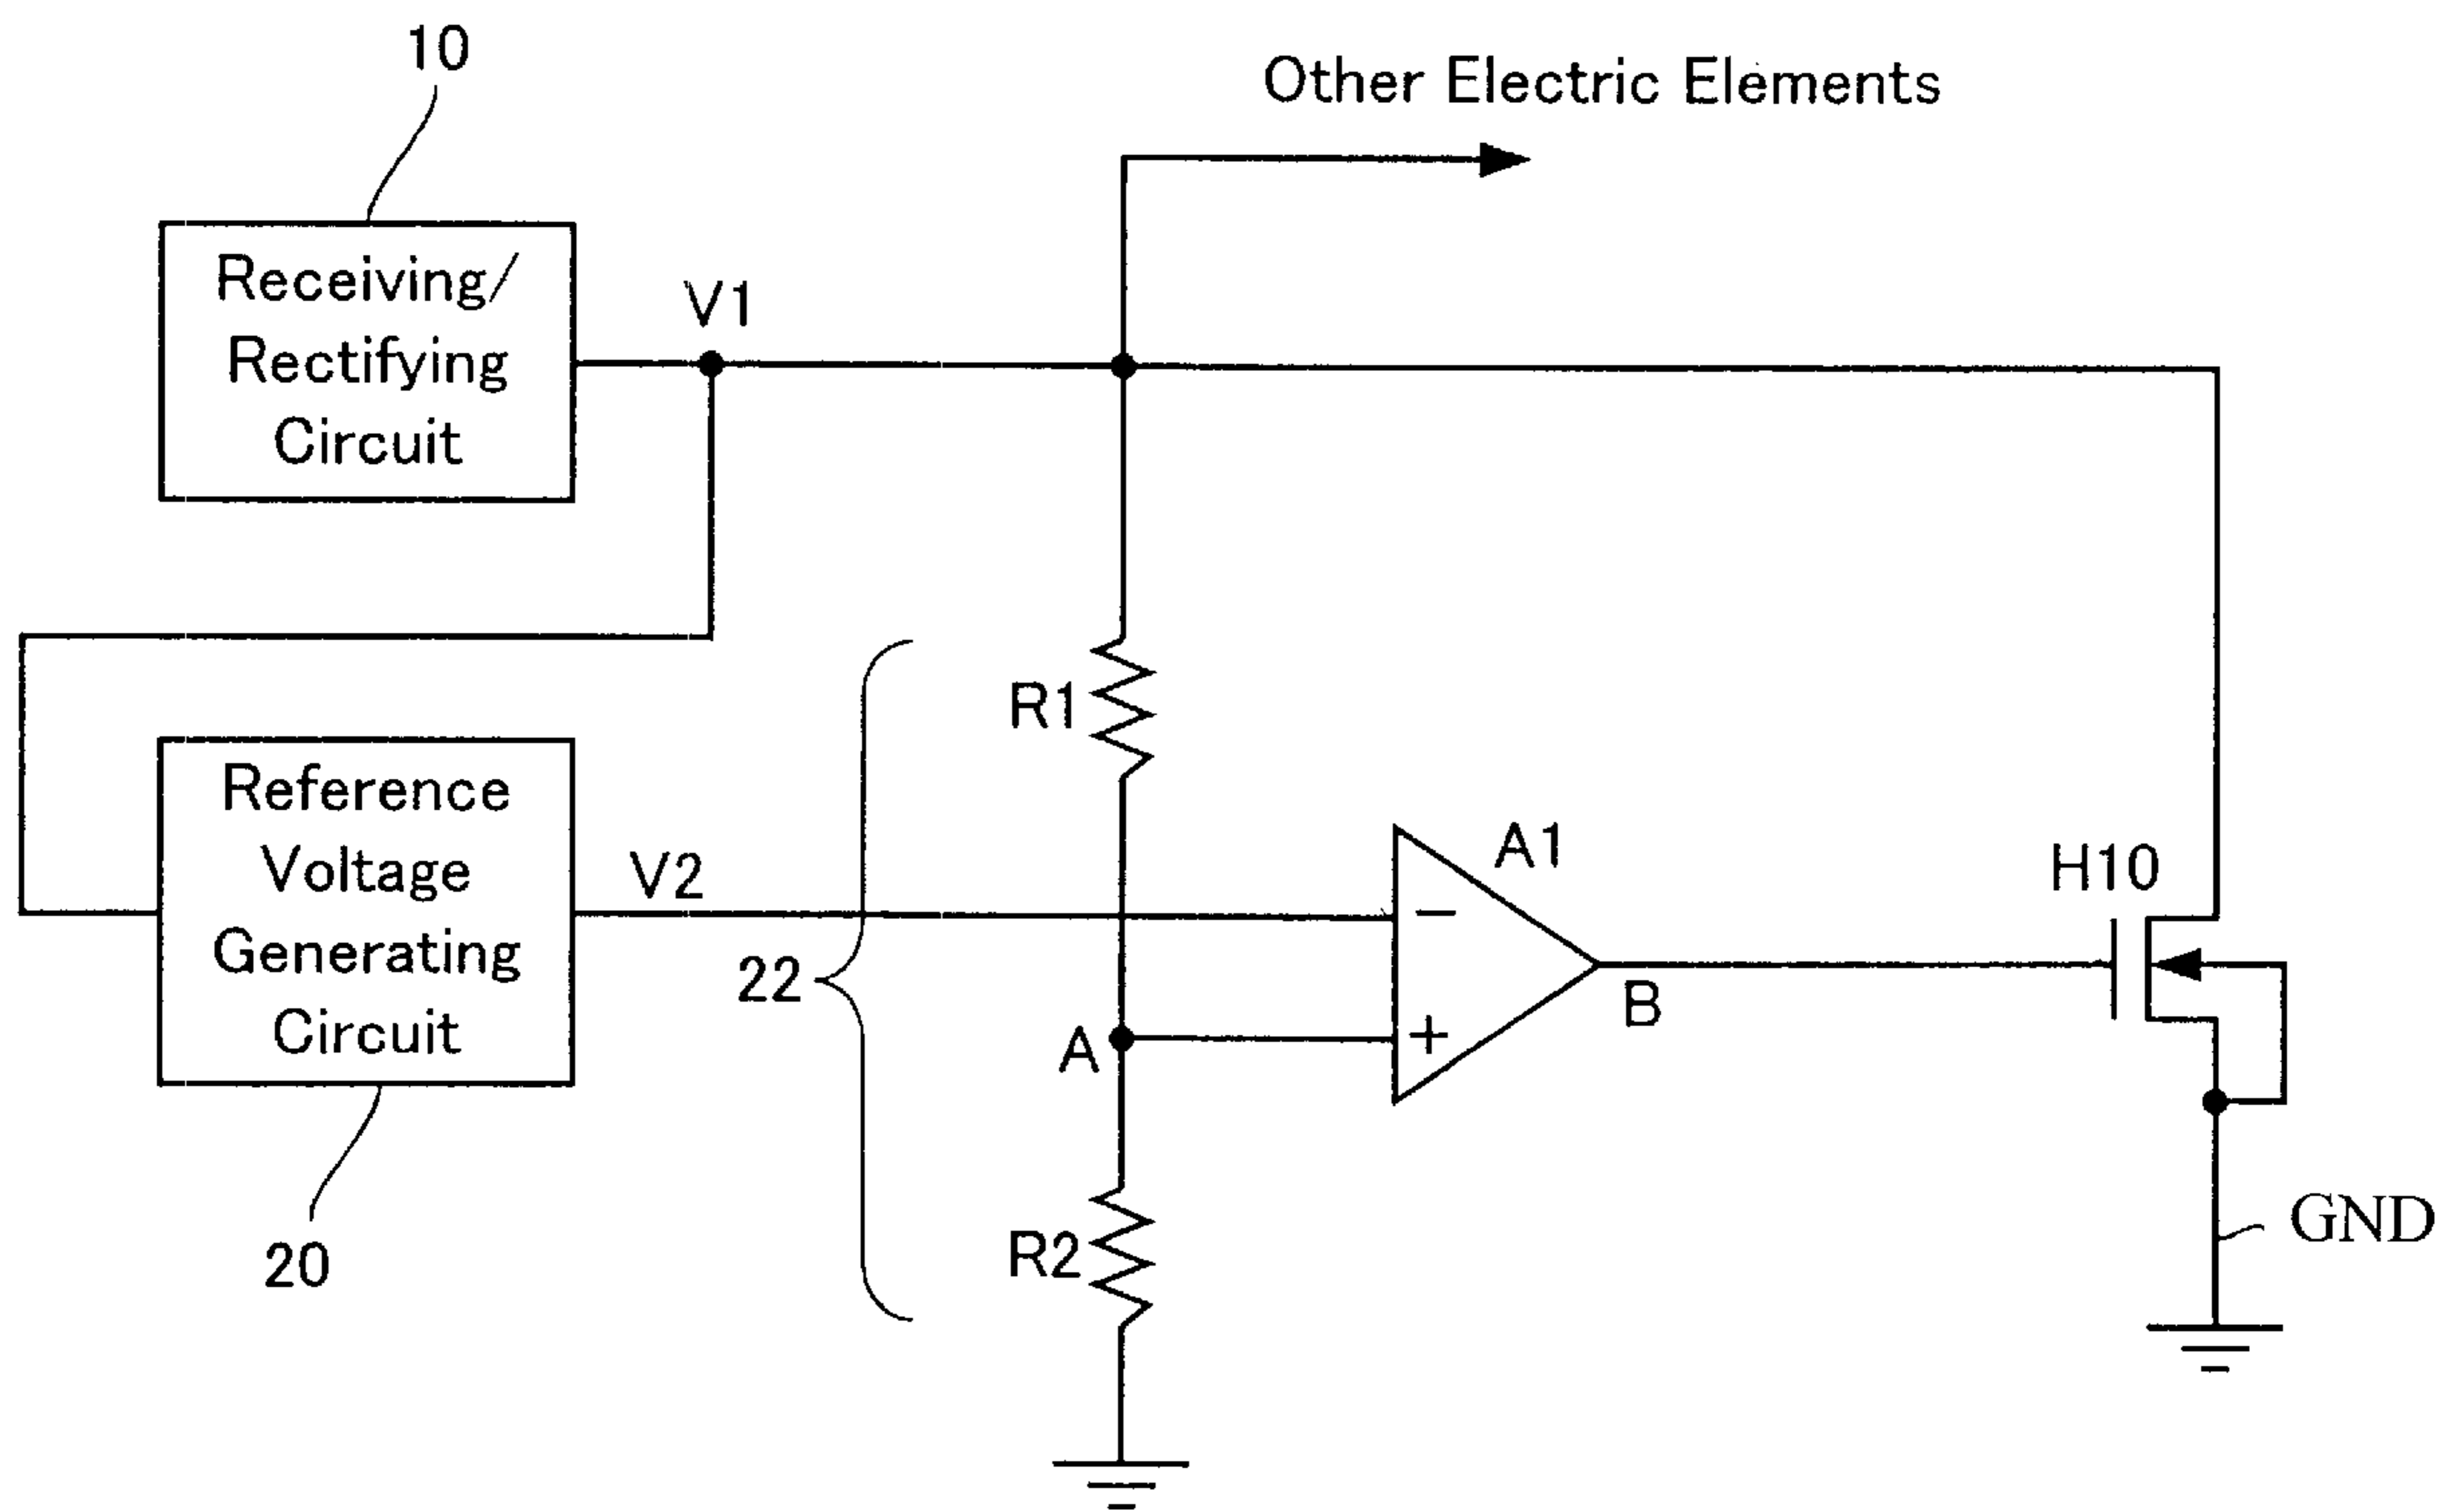 10
Other Electric Elements
Receiving/
Rectifying
Circuit
V1
R1
Reference
Voltage
Generating
Circuit
V2
22
A1
−
+
A
B
H10
R2
20
GND